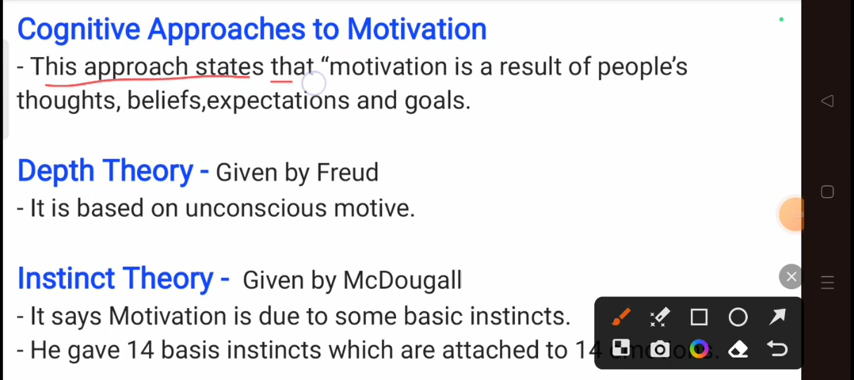 Cognitive Approaches to Motivation
- This approach states that “motivation is a result of people’s
thoughts, beliefs,expectations and goals.
Depth Theory - Given by Freud
- It is based on unconscious motive.
Instinct Theory - Given by McDougall
- It says Motivation is due to some basic instincts.
- He gave 14 basis instincts which are attached to 14 emotions.